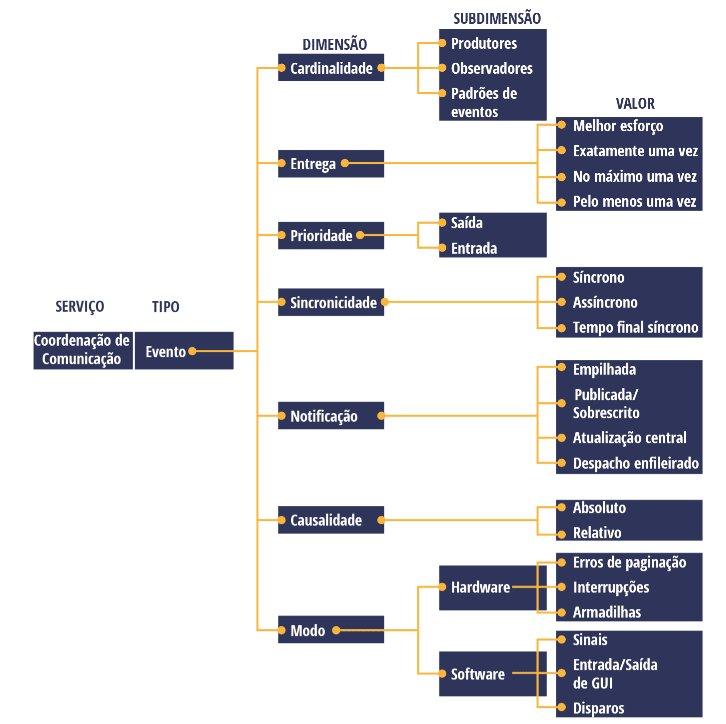 SUBDIMENSÃO
DIMENSÃO
Produtores
Cardinalidade
Observadores
Padrões de
eventos
VALOR
Melhor esforço
Exatamente uma vez
Entrega
No máximo uma vez
Pelo menos uma vez
Saída
Prioridade
Entrada
Síncrono
SERVIÇO
TIPO
Sincronicidade
Assíncrono
Tempo final síncrono
Coordenação de
Comunicação
Evento
Empilhada
Publicada/
Sobrescrito
Notificação
Atualização central
Despacho enfileirado
Absoluto
Causalidade
Relativo
Erros de paginação
Hardware
Interrupções
Armadilhas
Modo
Sinais
Entrada/Saída
de GUI
Software
Disparos